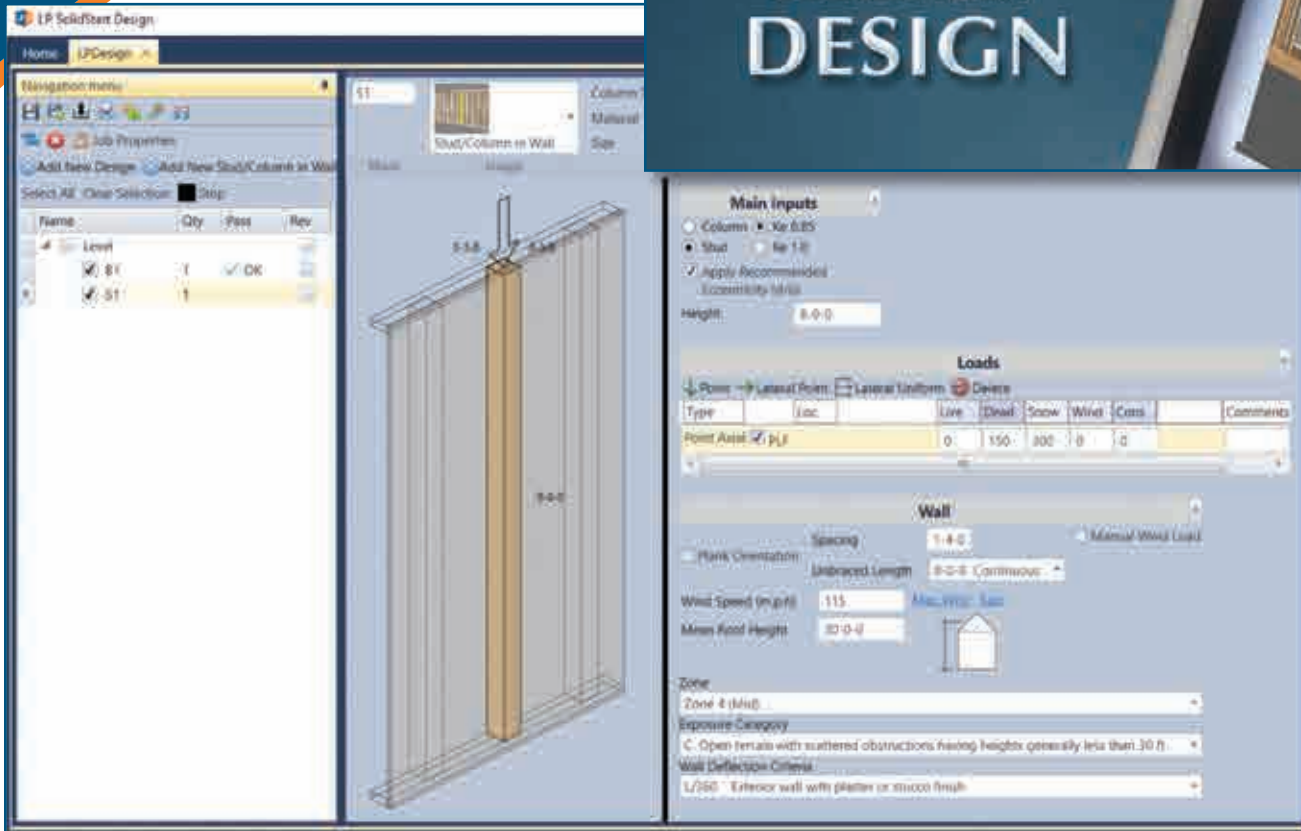 LP SolidStart Design
DESIGN
Home LPDesign
Navigation menu
Job Properties
Add New Design Add New Stud/Column in Wall
Select All Clear Selection Stop
Name Qty Pass Rev
Level
B1 1 OK
S1 1
S1
Stud/Column in Wall
Column
Material
Size
8-0-0
Main Inputs
Column Ke 0.85
Stud Ke 1.0
Apply Recommended
Height 8-0-0
Loads
Point Lateral Point Lateral Uniform Delete
Type Loc Live Dead Snow Wind Cons Comments
Point Axial 0 150 300 0 0
Wall
Plank Orientation
Spacing 1-4-0
Manual Wind Load
Unbraced Length Continuous
Wind Speed (m.p.h) 115
Mean Roof Height 30-0-0
Zone
Zone 4 (Mid)
Exposure Category
C. Open terrain with scattered obstructions having heights generally less than 30 ft.
Wall Deflection Criteria
L/360 Exterior wall with plaster or stucco finish